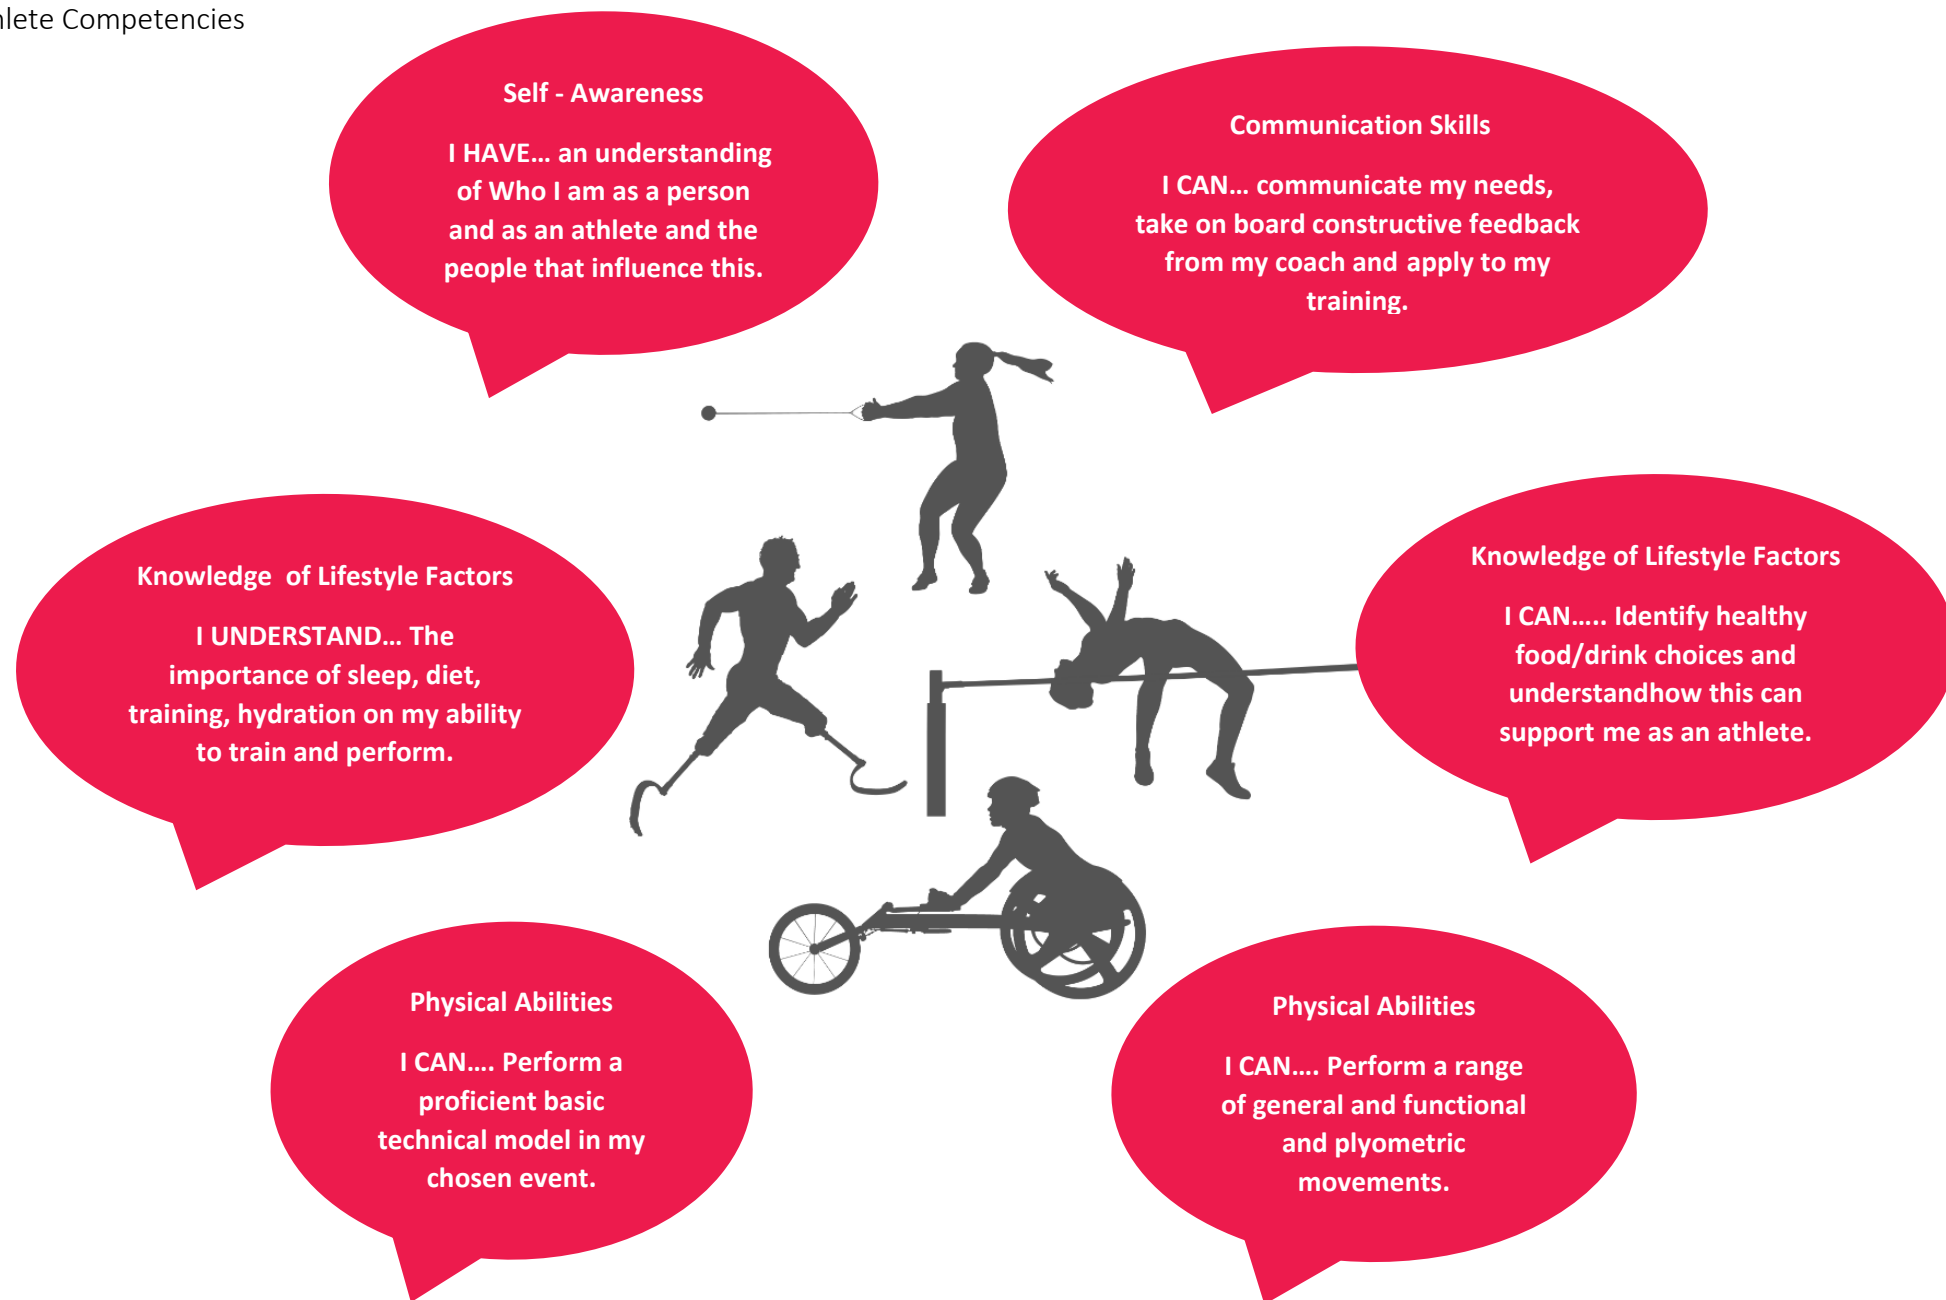 hlete Competencies
Self - Awareness
I HAVE... an understanding
of Who I am as a person
and as an athlete and the
people that influence this.
Communication Skills
I CAN... communicate my needs,
take on board constructive feedback
from my coach and apply to my
training.
Knowledge  of Lifestyle Factors
I UNDERSTAND... The
importance of sleep, diet,
training, hydration on my ability
to train and perform.
Knowledge of Lifestyle Factors
I CAN..... Identify healthy
food/drink choices and
understandhow this can
support me as an athlete.
Physical Abilities
I CAN.... Perform a
proficient basic
technical model in my
chosen event.
Physical Abilities
I CAN.... Perform a range
of general and functional
and plyometric
movements.